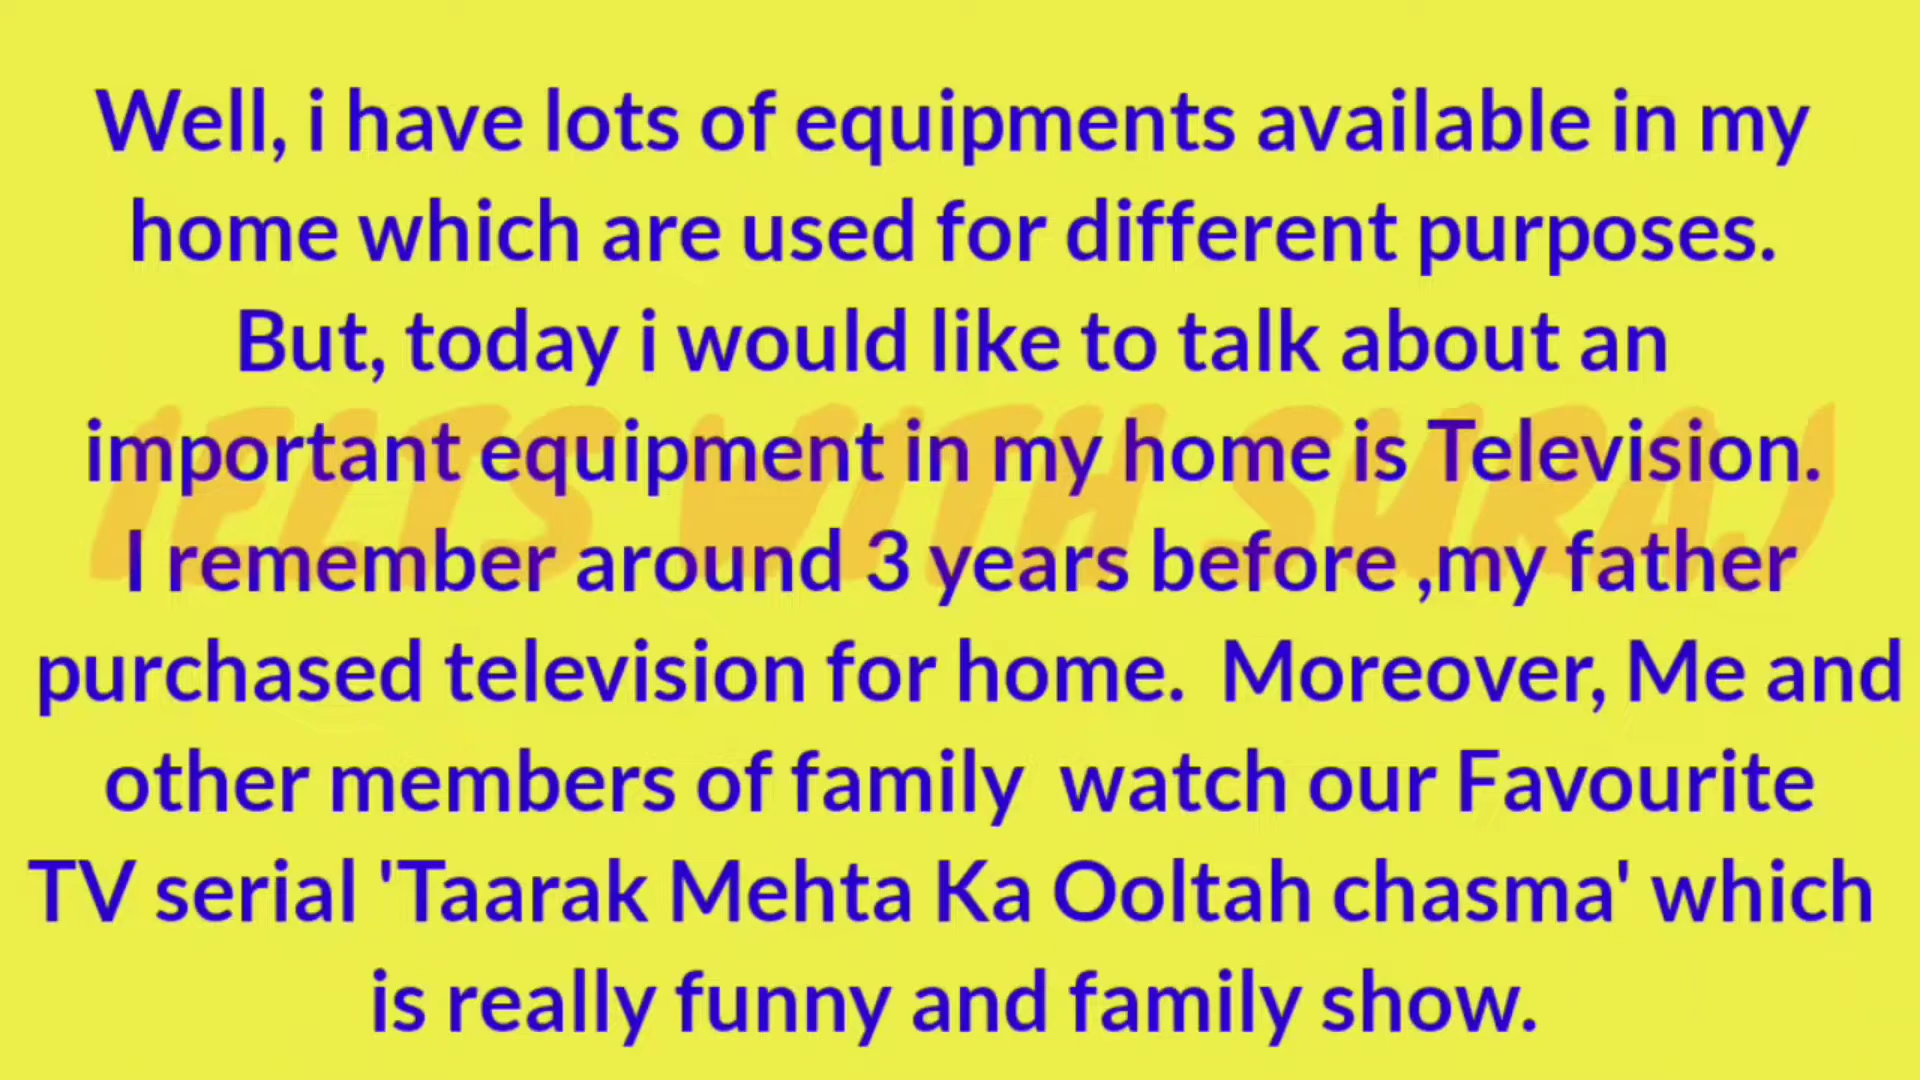 Well, i have lots of equipments available in my
home which are used for different purposes.
But, today i would like to talk about an
important equipment in my home is Television.
I remember around 3 years before ,my father
purchased television for home.  Moreover, Me and
other members of family  watch our Favourite
TV serial 'Taarak Mehta Ka Ooltah chasma' which
is really funny and family show.
IELTS WITH SURAJ